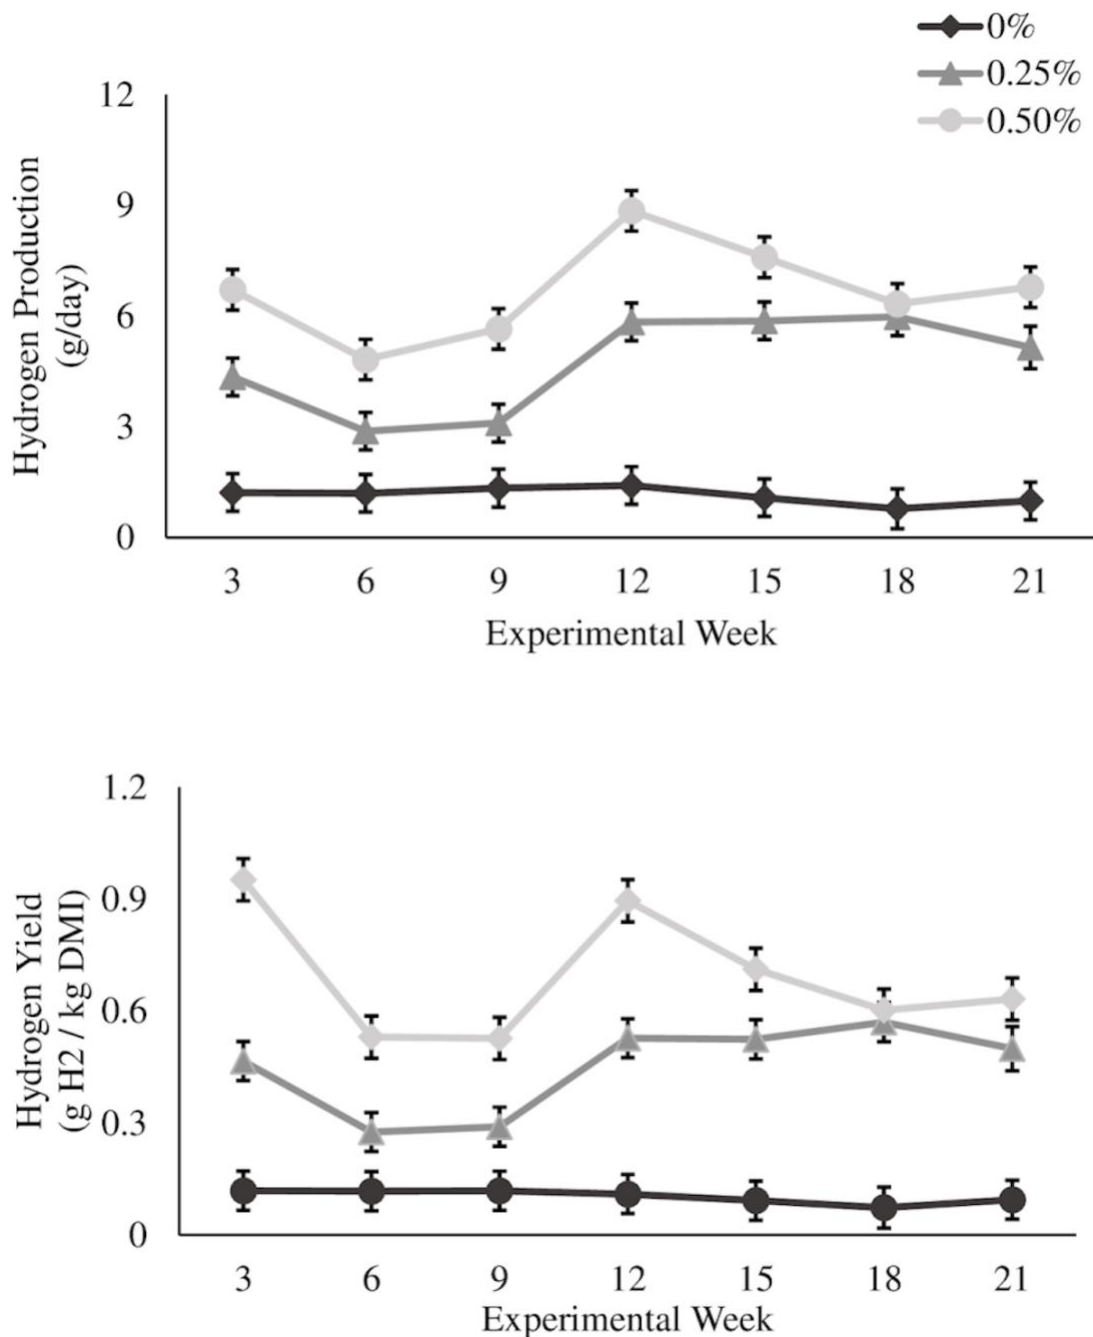 0%
0.25%
0.50%
12
9
6
3
0
Hydrogen Production
(g/day)
3 6 9 12 15 18 21
Experimental Week
1.2
0.9
0.6
0.3
0
Hydrogen Yield
(g H2 / kg DMI)
3 6 9 12 15 18 21
Experimental Week